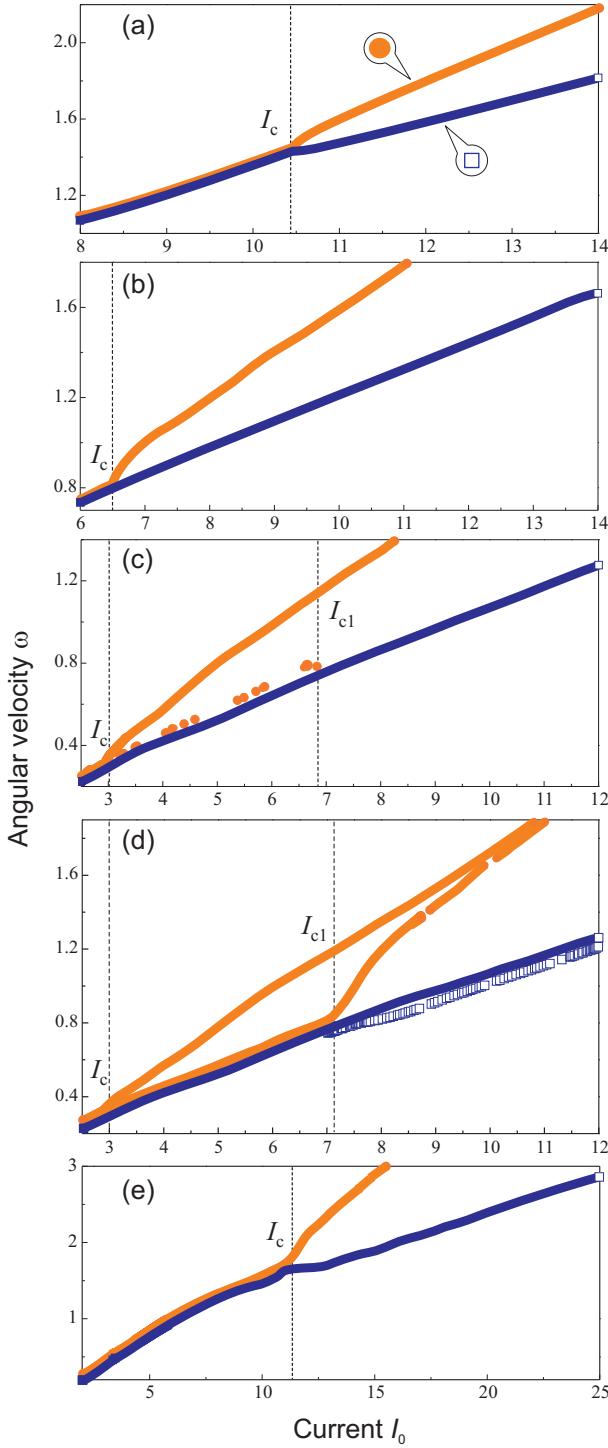 (a)
2.0
1.6
1.2
I_c
8 9 10 11 12 13 14
(b)
1.6
1.2
0.8
I_c
6 7 8 9 10 11 12 13 14
(c)
1.2
0.8
0.4
I_c1
I_c
3 4 5 6 7 8 9 10 11 12
Angular velocity ω
(d)
1.6
1.2
0.8
0.4
I_c1
I_c
3 4 5 6 7 8 9 10 11 12
(e)
3
2
1
I_c
5 10 15 20 25
Current I_0